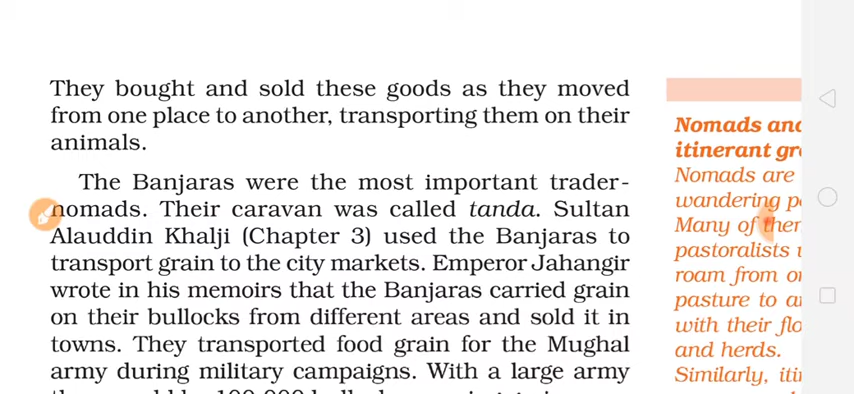 They bought and sold these goods as they moved
from one place to another, transporting them on their
animals.
The Banjaras were the most important trader-
nomads. Their caravan was called tanda. Sultan
Alauddin Khalji (Chapter 3) used the Banjaras to
transport grain to the city markets. Emperor Jahangir
wrote in his memoirs that the Banjaras carried grain
on their bullocks from different areas and sold it in
towns. They transported food grain for the Mughal
army during military campaigns. With a large army
Nomads and
itinerant gr
Nomads are
wandering p
Many of them
pastoralists
roam from o
pasture to a
with their flo
and herds.
Similarly, iti